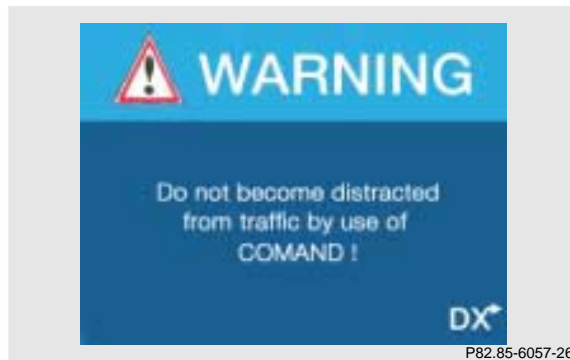 WARNING
Do not become distracted
from traffic by use of
COMAND !
DX
P82.85-6057-26